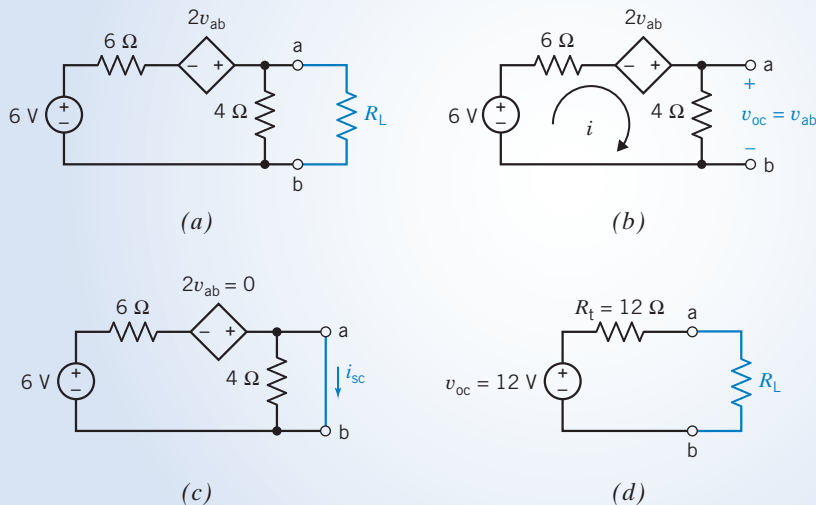 2v_ab
6 Ω
− +
a
6 V
+
−
4 Ω
R_L
b
(a)
2v_ab
6 Ω
− +
a
+
6 V
+
−
i
4 Ω
v_oc = v_ab
−
b
(b)
2v_ab = 0
6 Ω
− +
a
6 V
+
−
4 Ω
i_sc
b
(c)
R_t = 12 Ω
a
v_oc = 12 V
+
−
R_L
b
(d)